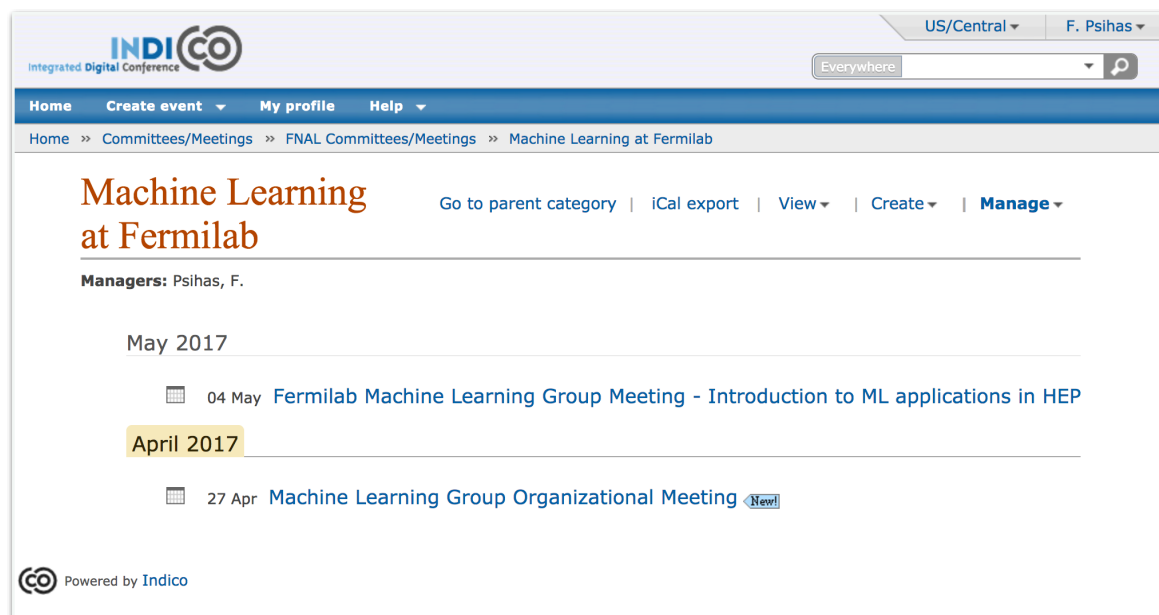 US/Central F. Psihas
INDICO
Integrated Digital Conference
Everywhere
Home Create event My profile Help
Home » Committees/Meetings » FNAL Committees/Meetings » Machine Learning at Fermilab
Machine Learning
at Fermilab
Go to parent category | iCal export | View | Create | Manage
Managers: Psihas, F.
May 2017
04 May Fermilab Machine Learning Group Meeting - Introduction to ML applications in HEP
April 2017
27 Apr Machine Learning Group Organizational Meeting New!
CO Powered by Indico